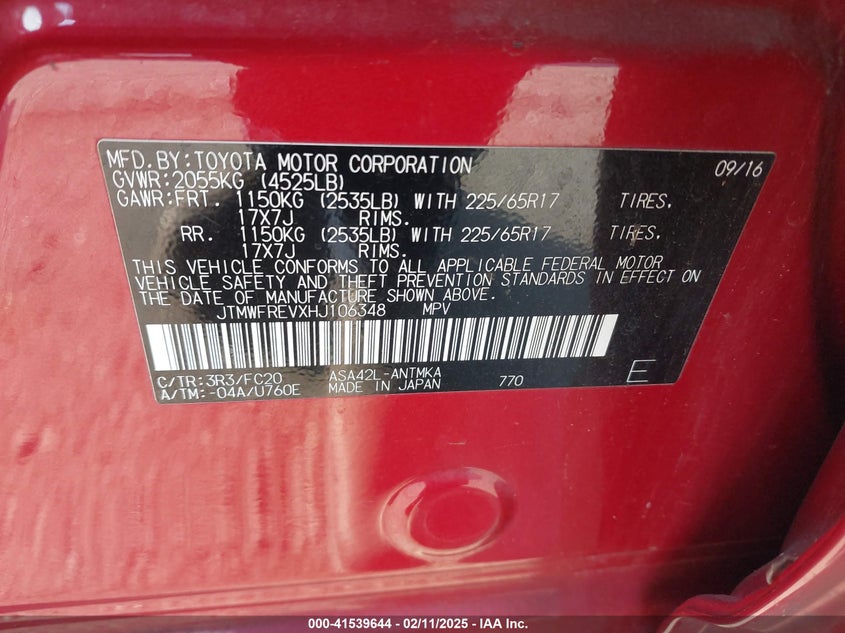 MFD.BY:TOYOTA MOTOR CORPORATION 09/16
GVWR:2055KG (4525LB)
GAWR:FRT. 1150KG (2535LB) WITH 225/65R17 TIRES.
17X7J RIMS.
RR. 1150KG (2535LB) WITH 225/65R17 TIRES.
17X7J RIMS.
THIS VEHICLE CONFORMS TO ALL APPLICABLE FEDERAL MOTOR
VEHICLE SAFETY AND THEFT PREVENTION STANDARDS IN EFFECT ON
THE DATE OF MANUFACTURE SHOWN ABOVE.
JTMWFREVXHJ106348 MPV
C/TR:3R3/FC20 ASA42L-ANTMKA
A/TM:-04A/U760E MADE IN JAPAN 770 E
000-41539644 - 02/11/2025 - IAA Inc.